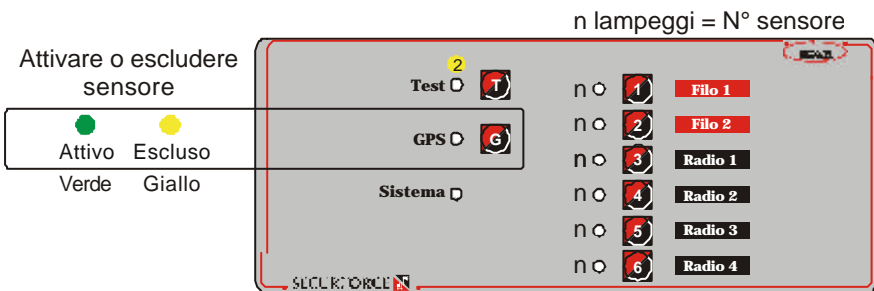 n lampeggi = N° sensore
Attivare o escludere
sensore
2
Test T
n 1 Filo 1
n 2 Filo 2
GPS G
Attivo Escluso
Verde Giallo
n 3 Radio 1
Sistema
n 4 Radio 2
n 5 Radio 3
n 6 Radio 4